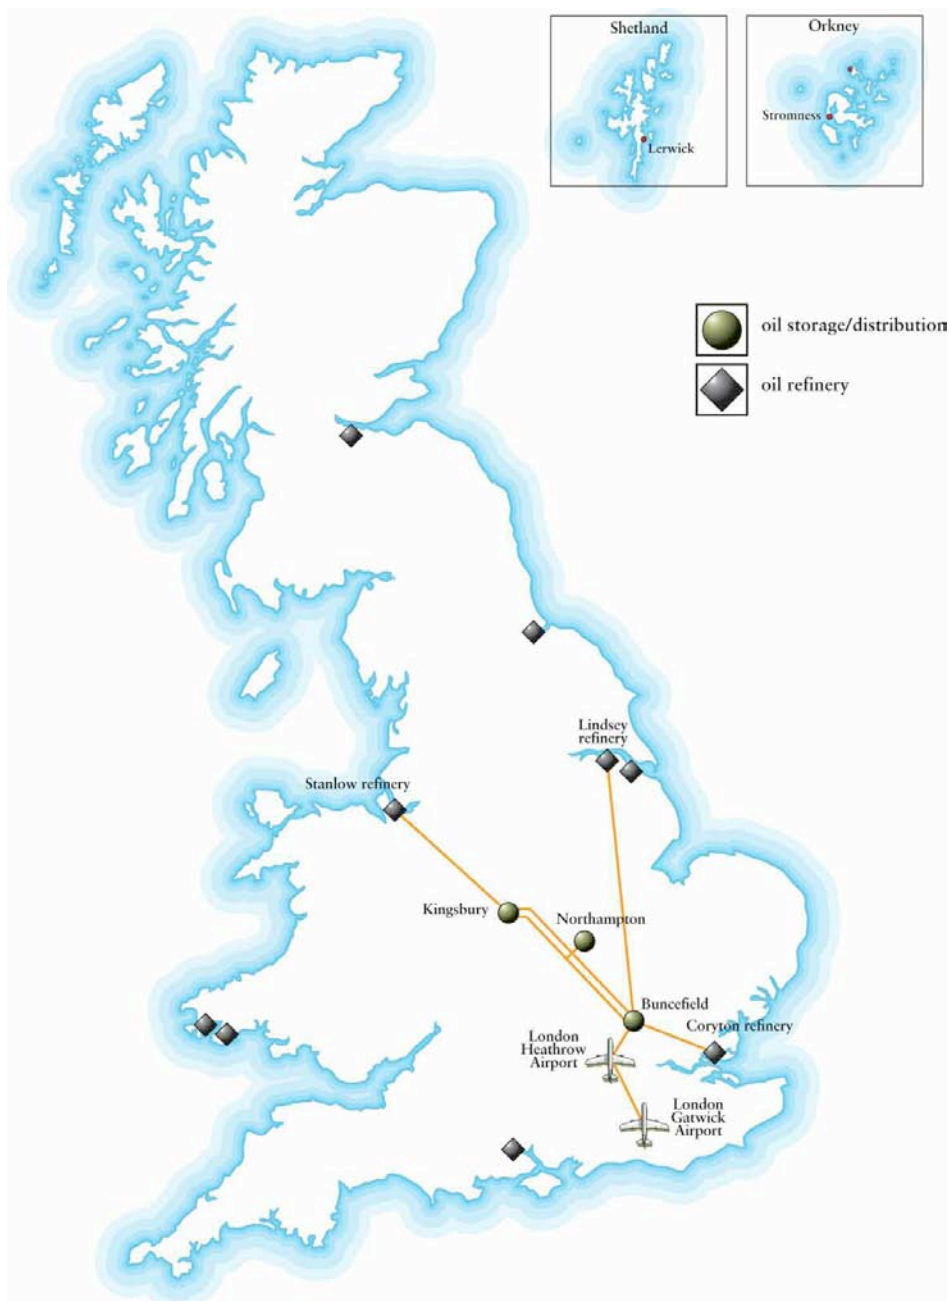 Shetland
Orkney
Stromness
Lerwick
oil storage/distribution
oil refinery
Lindsey
refinery
Stanlow refinery
Kingsbury
Northampton
Buncefield
Coryton refinery
London
Heathrow
Airport
London
Gatwick
Airport